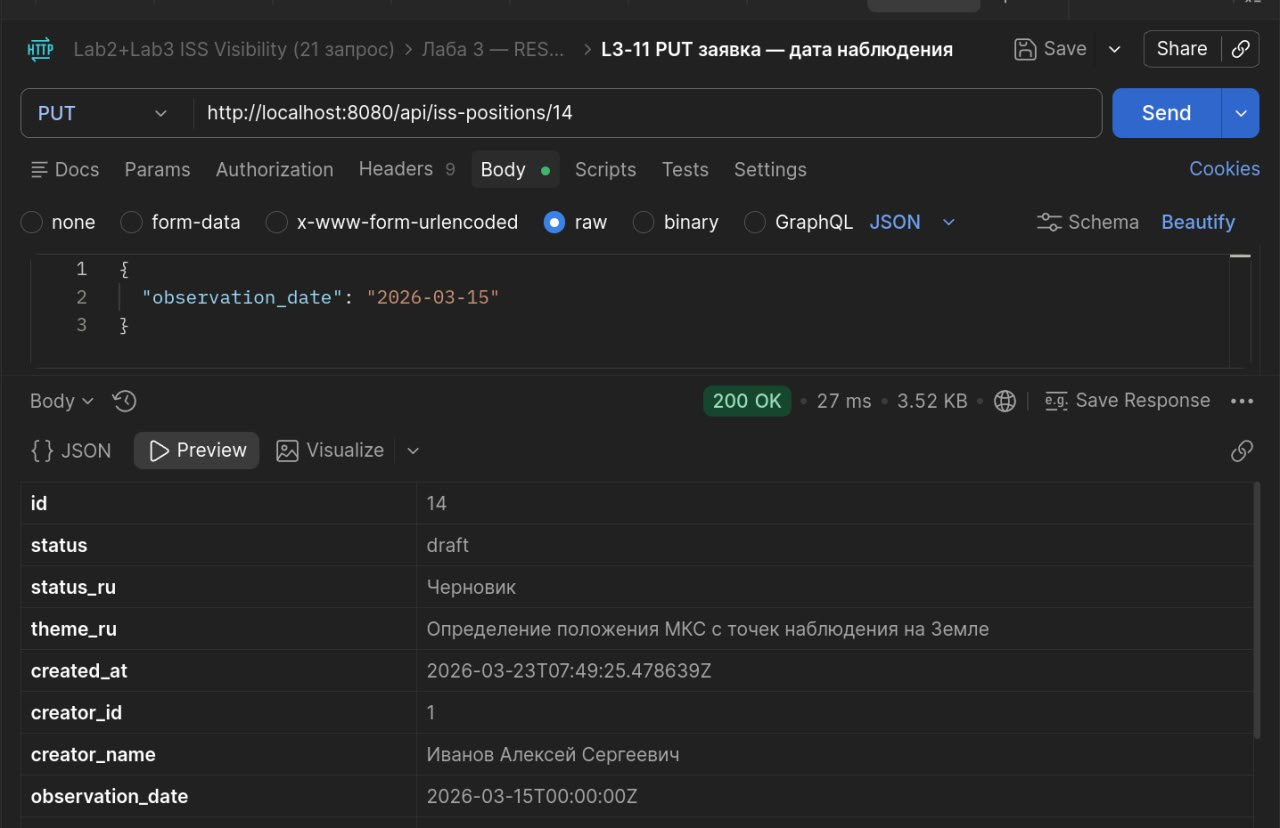 HTTP Lab2+Lab3 ISS Visibility (21 запрос) > Лаба 3 — RES... > L3-11 PUT заявка — дата наблюдения Save Share
PUT http://localhost:8080/api/iss-positions/14 Send
Docs Params Authorization Headers 9 Body Scripts Tests Settings Cookies
none form-data x-www-form-urlencoded raw binary GraphQL JSON Schema Beautify
1 {
2 "observation_date": "2026-03-15"
3 }
Body 200 OK • 27 ms • 3.52 KB • e.g. Save Response
{} JSON Preview Visualize
id 14
status draft
status_ru Черновик
theme_ru Определение положения МКС с точек наблюдения на Земле
created_at 2026-03-23T07:49:25.478639Z
creator_id 1
creator_name Иванов Алексей Сергеевич
observation_date 2026-03-15T00:00:00Z